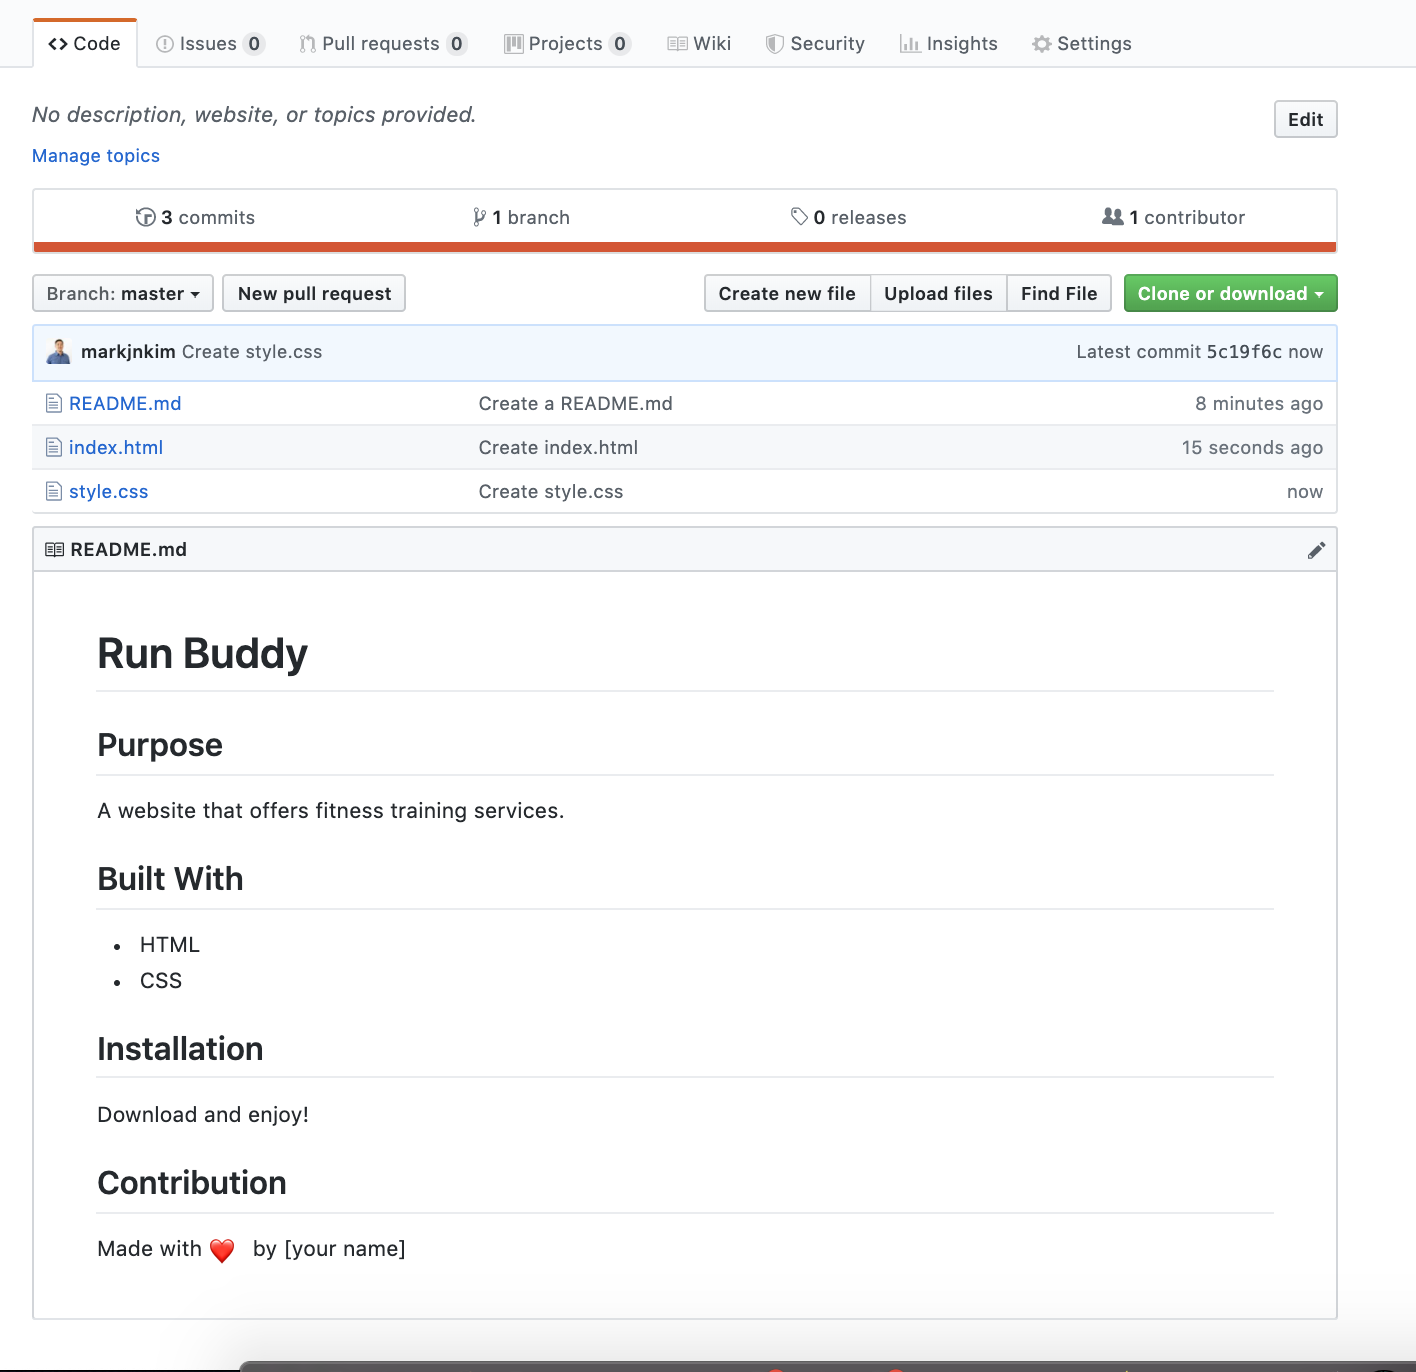 Code Issues 0 Pull requests 0 Projects 0 Wiki Security Insights Settings
No description, website, or topics provided.
Edit
Manage topics
3 commits 1 branch 0 releases 1 contributor
Branch: master New pull request Create new file Upload files Find File Clone or download
markjnkim Create style.css Latest commit 5c19f6c now
README.md Create a README.md 8 minutes ago
index.html Create index.html 15 seconds ago
style.css Create style.css now
README.md
Run Buddy
Purpose
A website that offers fitness training services.
Built With
• HTML
• CSS
Installation
Download and enjoy!
Contribution
Made with ❤️ by [your name]